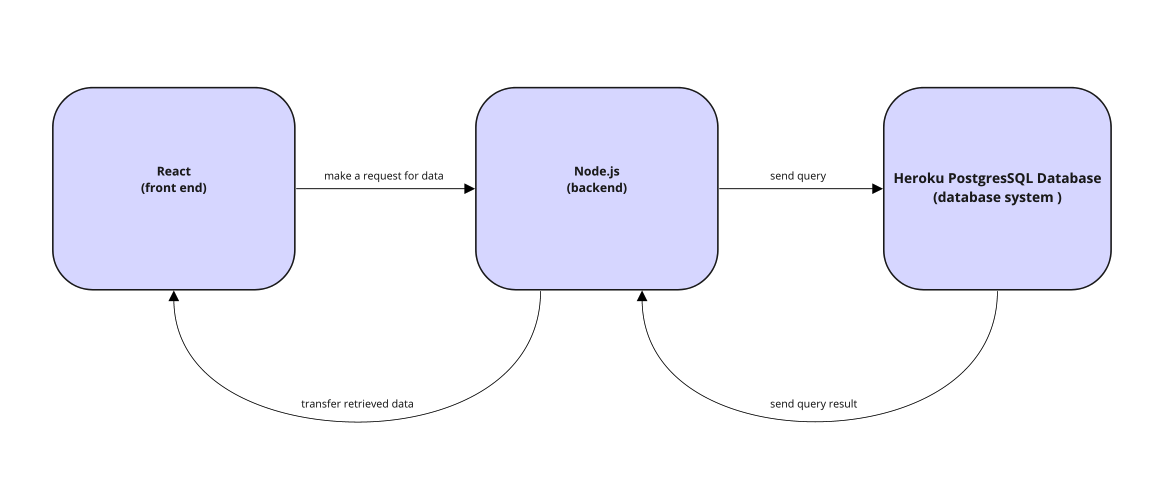 React
(front end)
make a request for data
Node.js
(backend)
send query
Heroku PostgresSQL Database
(database system )
transfer retrieved data
send query result